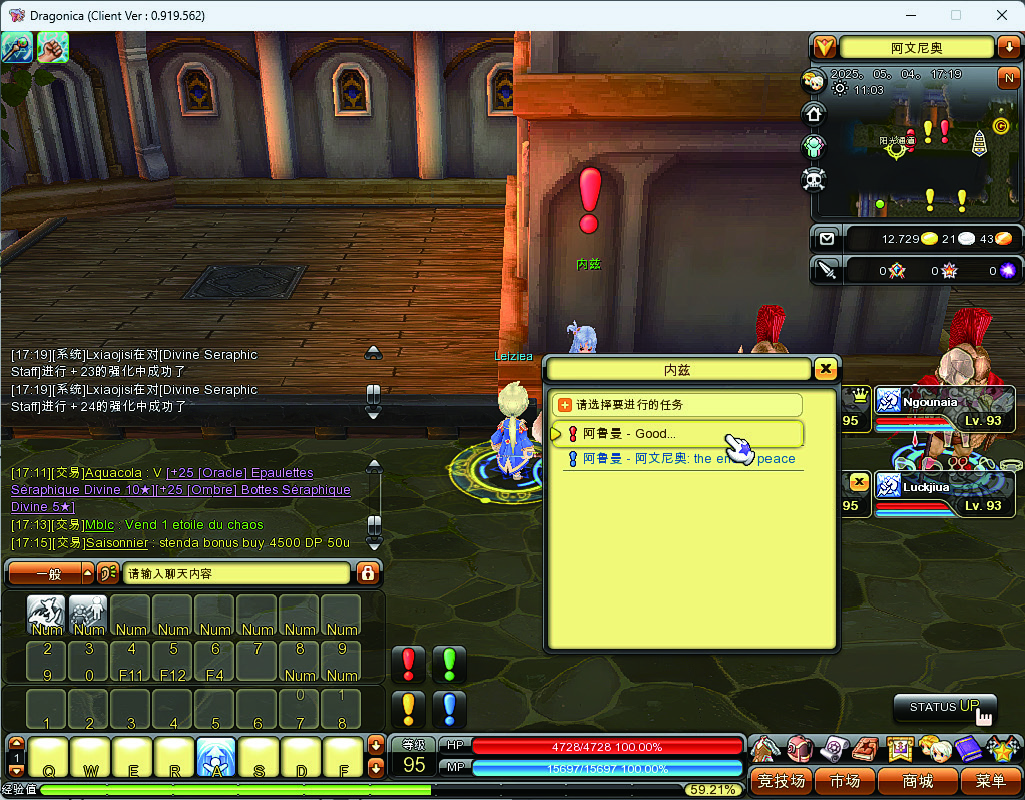 Dragonica (Client Ver : 0.919.562)
阿文尼奥
2025. 05. 04. 17:19
N
11:03
阳光通酒
12.729 21 43
0 0 0
内兹
[17:19][系统]Lxiaojisi在对[Divine Seraphic
Staff]进行 + 23的强化中成功了
[17:19][系统]Lxiaojisi在对[Divine Seraphic
Staff]进行 + 24的强化中成功了
Leiziea
内兹
请选择要进行的任务
阿鲁曼 - Good...
阿鲁曼 - 阿文尼奥: the en peace
95
Ngounaia
Lv. 93
95
Luckjiua
Lv. 93
[17:11][交易]Aquacola : V [+25 [Oracle] Epaulettes
Séraphique Divine 10★][+25 [Ombre] Bottes Séraphique
Divine 5★]
[17:13][交易]Mblc : Vend 1 etoile du chaos
[17:15][交易]Saisonnier : stenda bonus buy 4500 DP 50u
一般
请输入聊天内容
Num Num Num Num Num Num Num Num
2 3 4 5 6 7 8 9
9 0 F11 F12 F4 Num Num
0 1
1 2 3 4 5 6 7 8
STATUS UP
1
Q W E R A S D F
等级
95
HP
4728/4728 100.00%
MP
15697/15697 100.00%
竞技场 市场 商城 菜单
经验值
59.21%